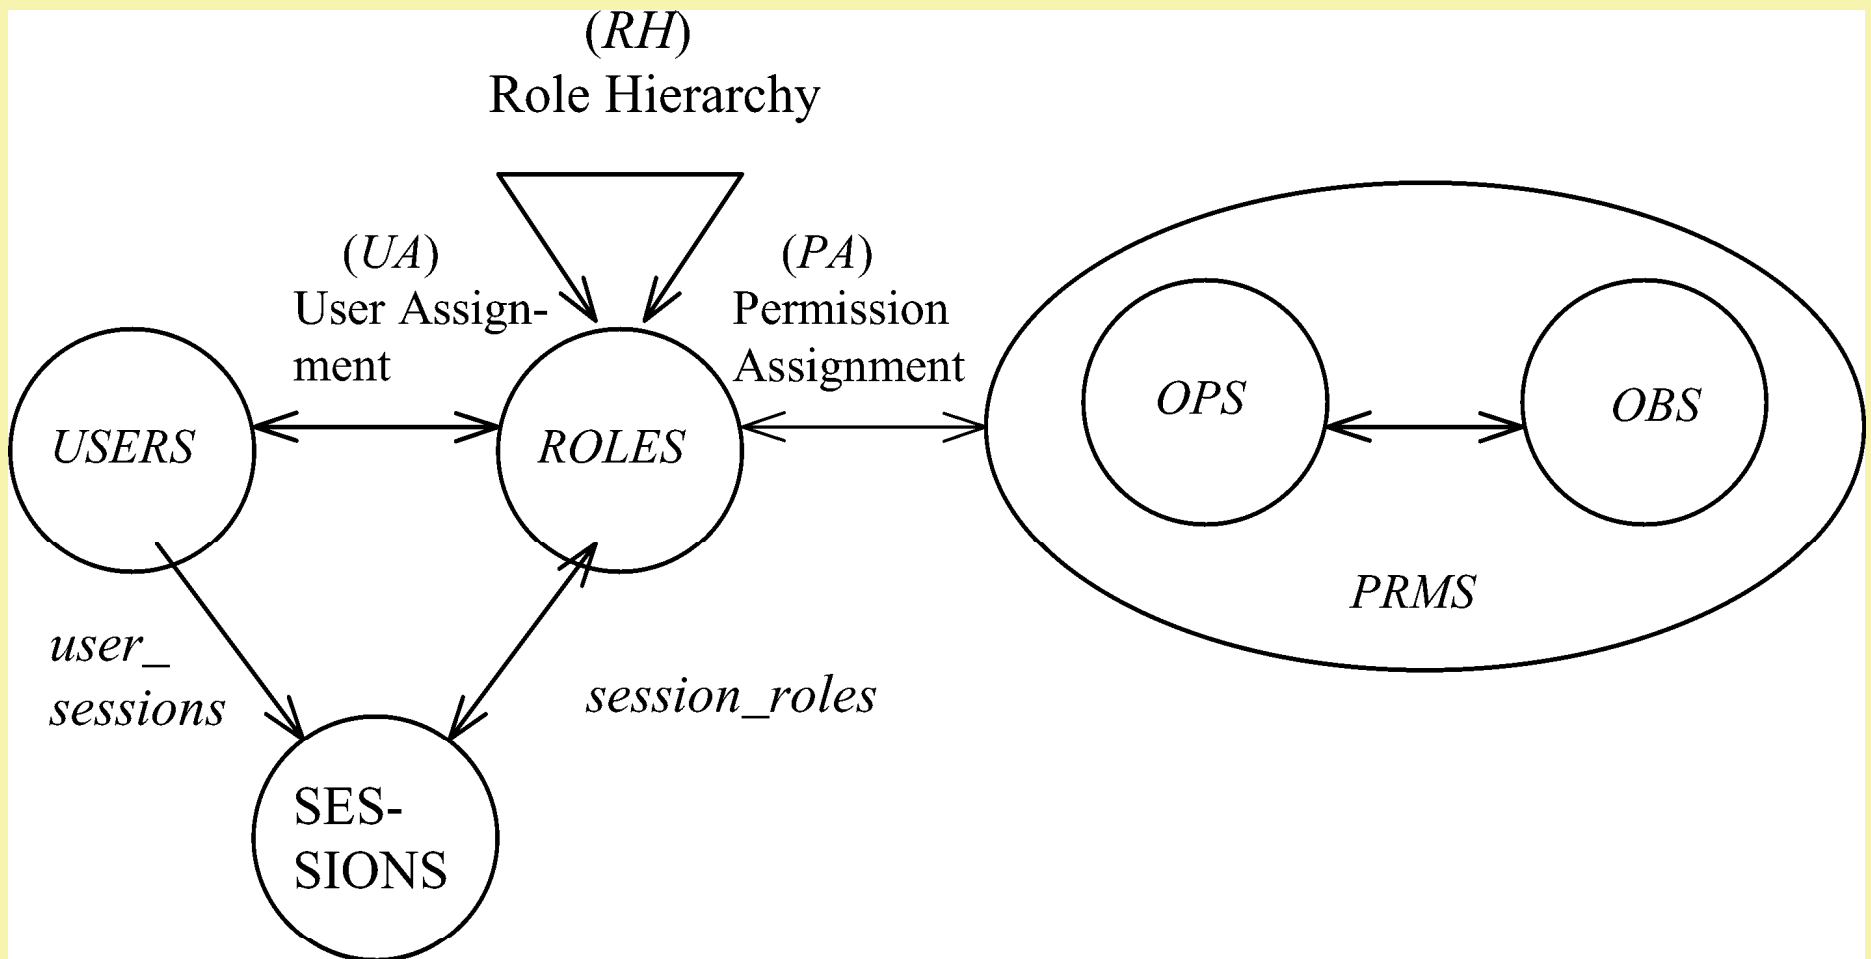 (RH)
Role Hierarchy
(UA)
User Assign-
ment
(PA)
Permission
Assignment
USERS
ROLES
OPS
OBS
PRMS
user_
sessions
session_roles
SES-
SIONS